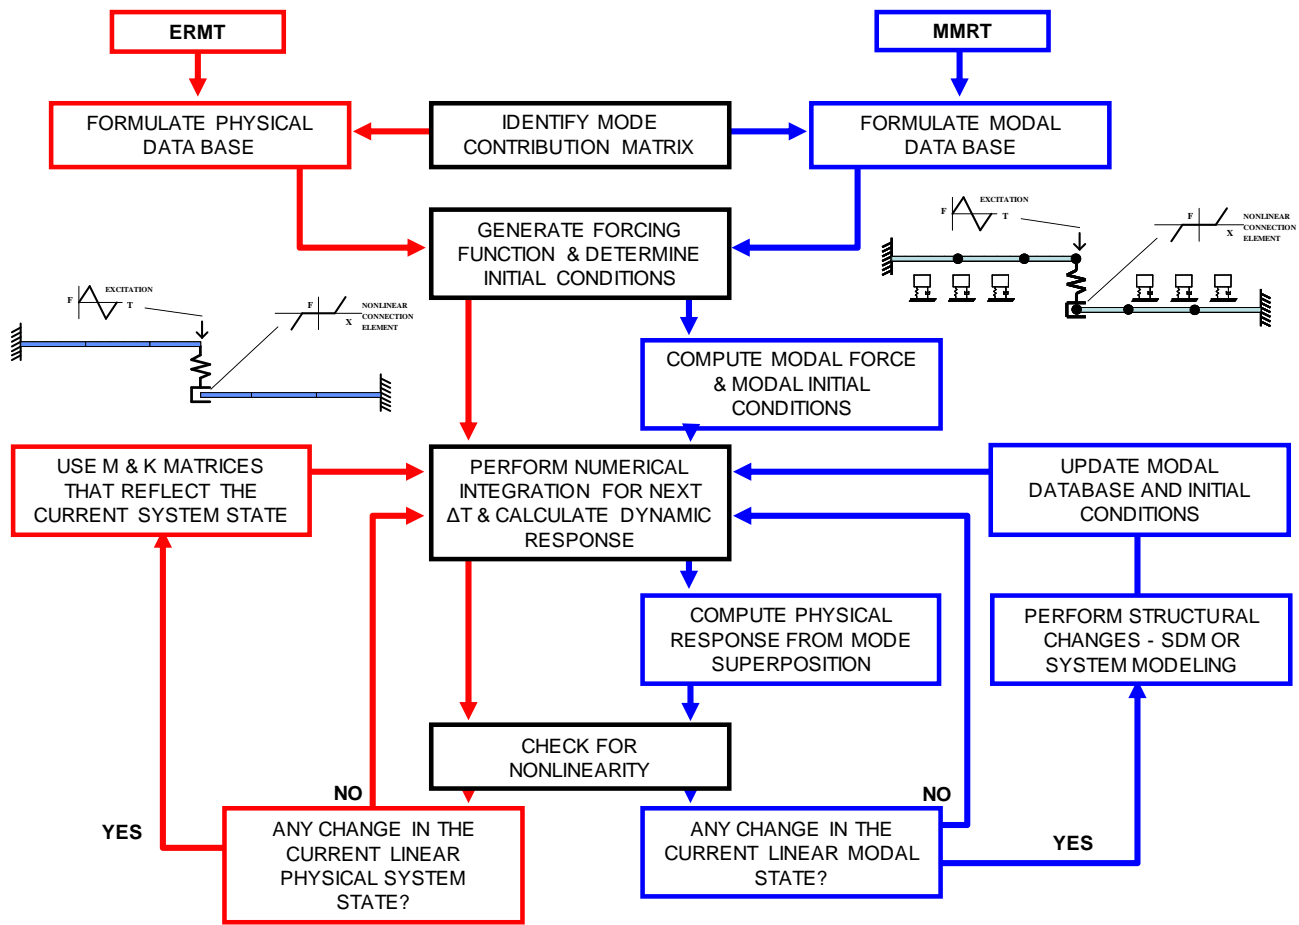 ERMT
MMRT
FORMULATE PHYSICAL
DATA BASE
IDENTIFY MODE
CONTRIBUTION MATRIX
FORMULATE MODAL
DATA BASE
GENERATE FORCING
FUNCTION & DETERMINE
INITIAL CONDITIONS
EXCITATION
F
T
F
X
NONLINEAR
CONNECTION
ELEMENT
EXCITATION
F
T
F
X
NONLINEAR
CONNECTION
ELEMENT
COMPUTE MODAL FORCE
& MODAL INITIAL
CONDITIONS
USE M & K MATRICES
THAT REFLECT THE
CURRENT SYSTEM STATE
PERFORM NUMERICAL
INTEGRATION FOR NEXT
ΔT & CALCULATE DYNAMIC
RESPONSE
UPDATE MODAL
DATABASE AND INITIAL
CONDITIONS
COMPUTE PHYSICAL
RESPONSE FROM MODE
SUPERPOSITION
PERFORM STRUCTURAL
CHANGES - SDM OR
SYSTEM MODELING
CHECK FOR
NONLINEARITY
NO
NO
YES
YES
ANY CHANGE IN THE
CURRENT LINEAR
PHYSICAL SYSTEM
STATE?
ANY CHANGE IN THE
CURRENT LINEAR MODAL
STATE?